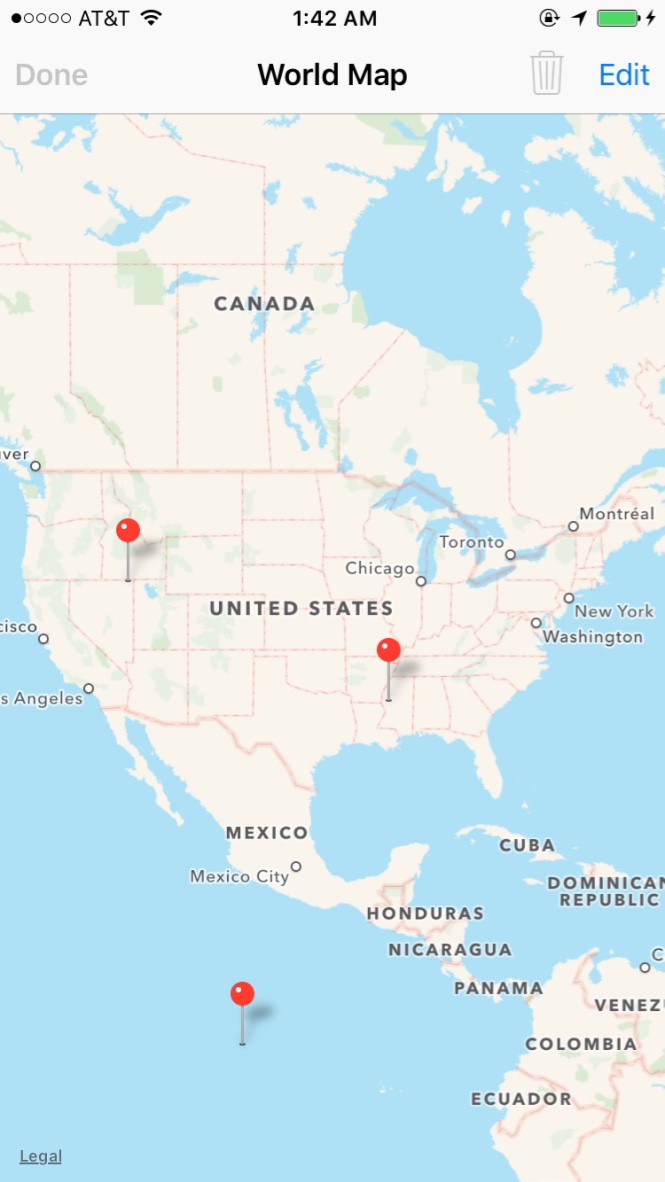 AT&T 1:42 AM
Done World Map Edit
CANADA
ver
Montréal
Toronto
Chicago
UNITED STATES
New York
cisco
Washington
s Angeles
MEXICO
CUBA
Mexico City
DOMINICAN
REPUBLIC
HONDURAS
NICARAGUA
C
PANAMA
VENEZ
COLOMBIA
ECUADOR
Legal